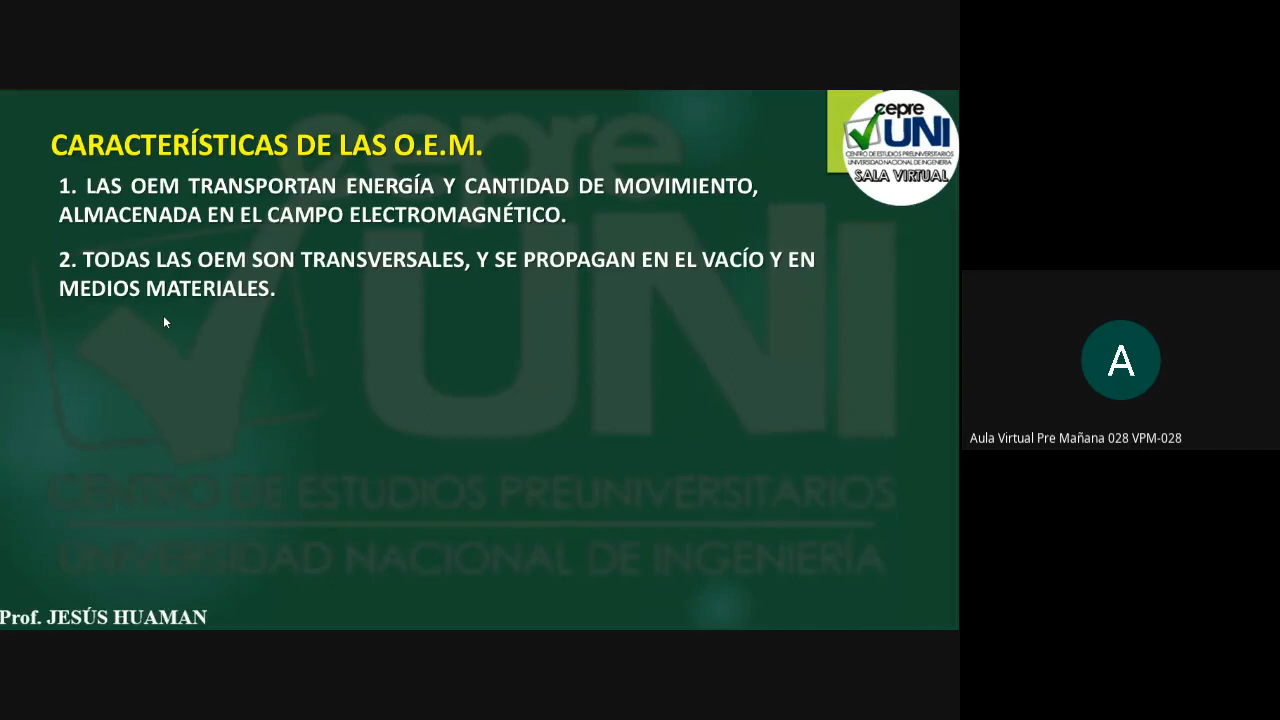 cepre
UNI
CENTRO DE ESTUDIOS PREUNIVERSITARIOS
UNIVERSIDAD NACIONAL DE INGENIERÍA
SALA VIRTUAL
CARACTERÍSTICAS DE LAS O.E.M.
1. LAS OEM TRANSPORTAN ENERGÍA Y CANTIDAD DE MOVIMIENTO,
ALMACENADA EN EL CAMPO ELECTROMAGNÉTICO.
2. TODAS LAS OEM SON TRANSVERSALES, Y SE PROPAGAN EN EL VACÍO Y EN
MEDIOS MATERIALES.
cepre
UNI
CENTRO DE ESTUDIOS PREUNIVERSITARIOS
UNIVERSIDAD NACIONAL DE INGENIERÍA
Prof. JESÚS HUAMAN
A
Aula Virtual Pre Mañana 028 VPM-028